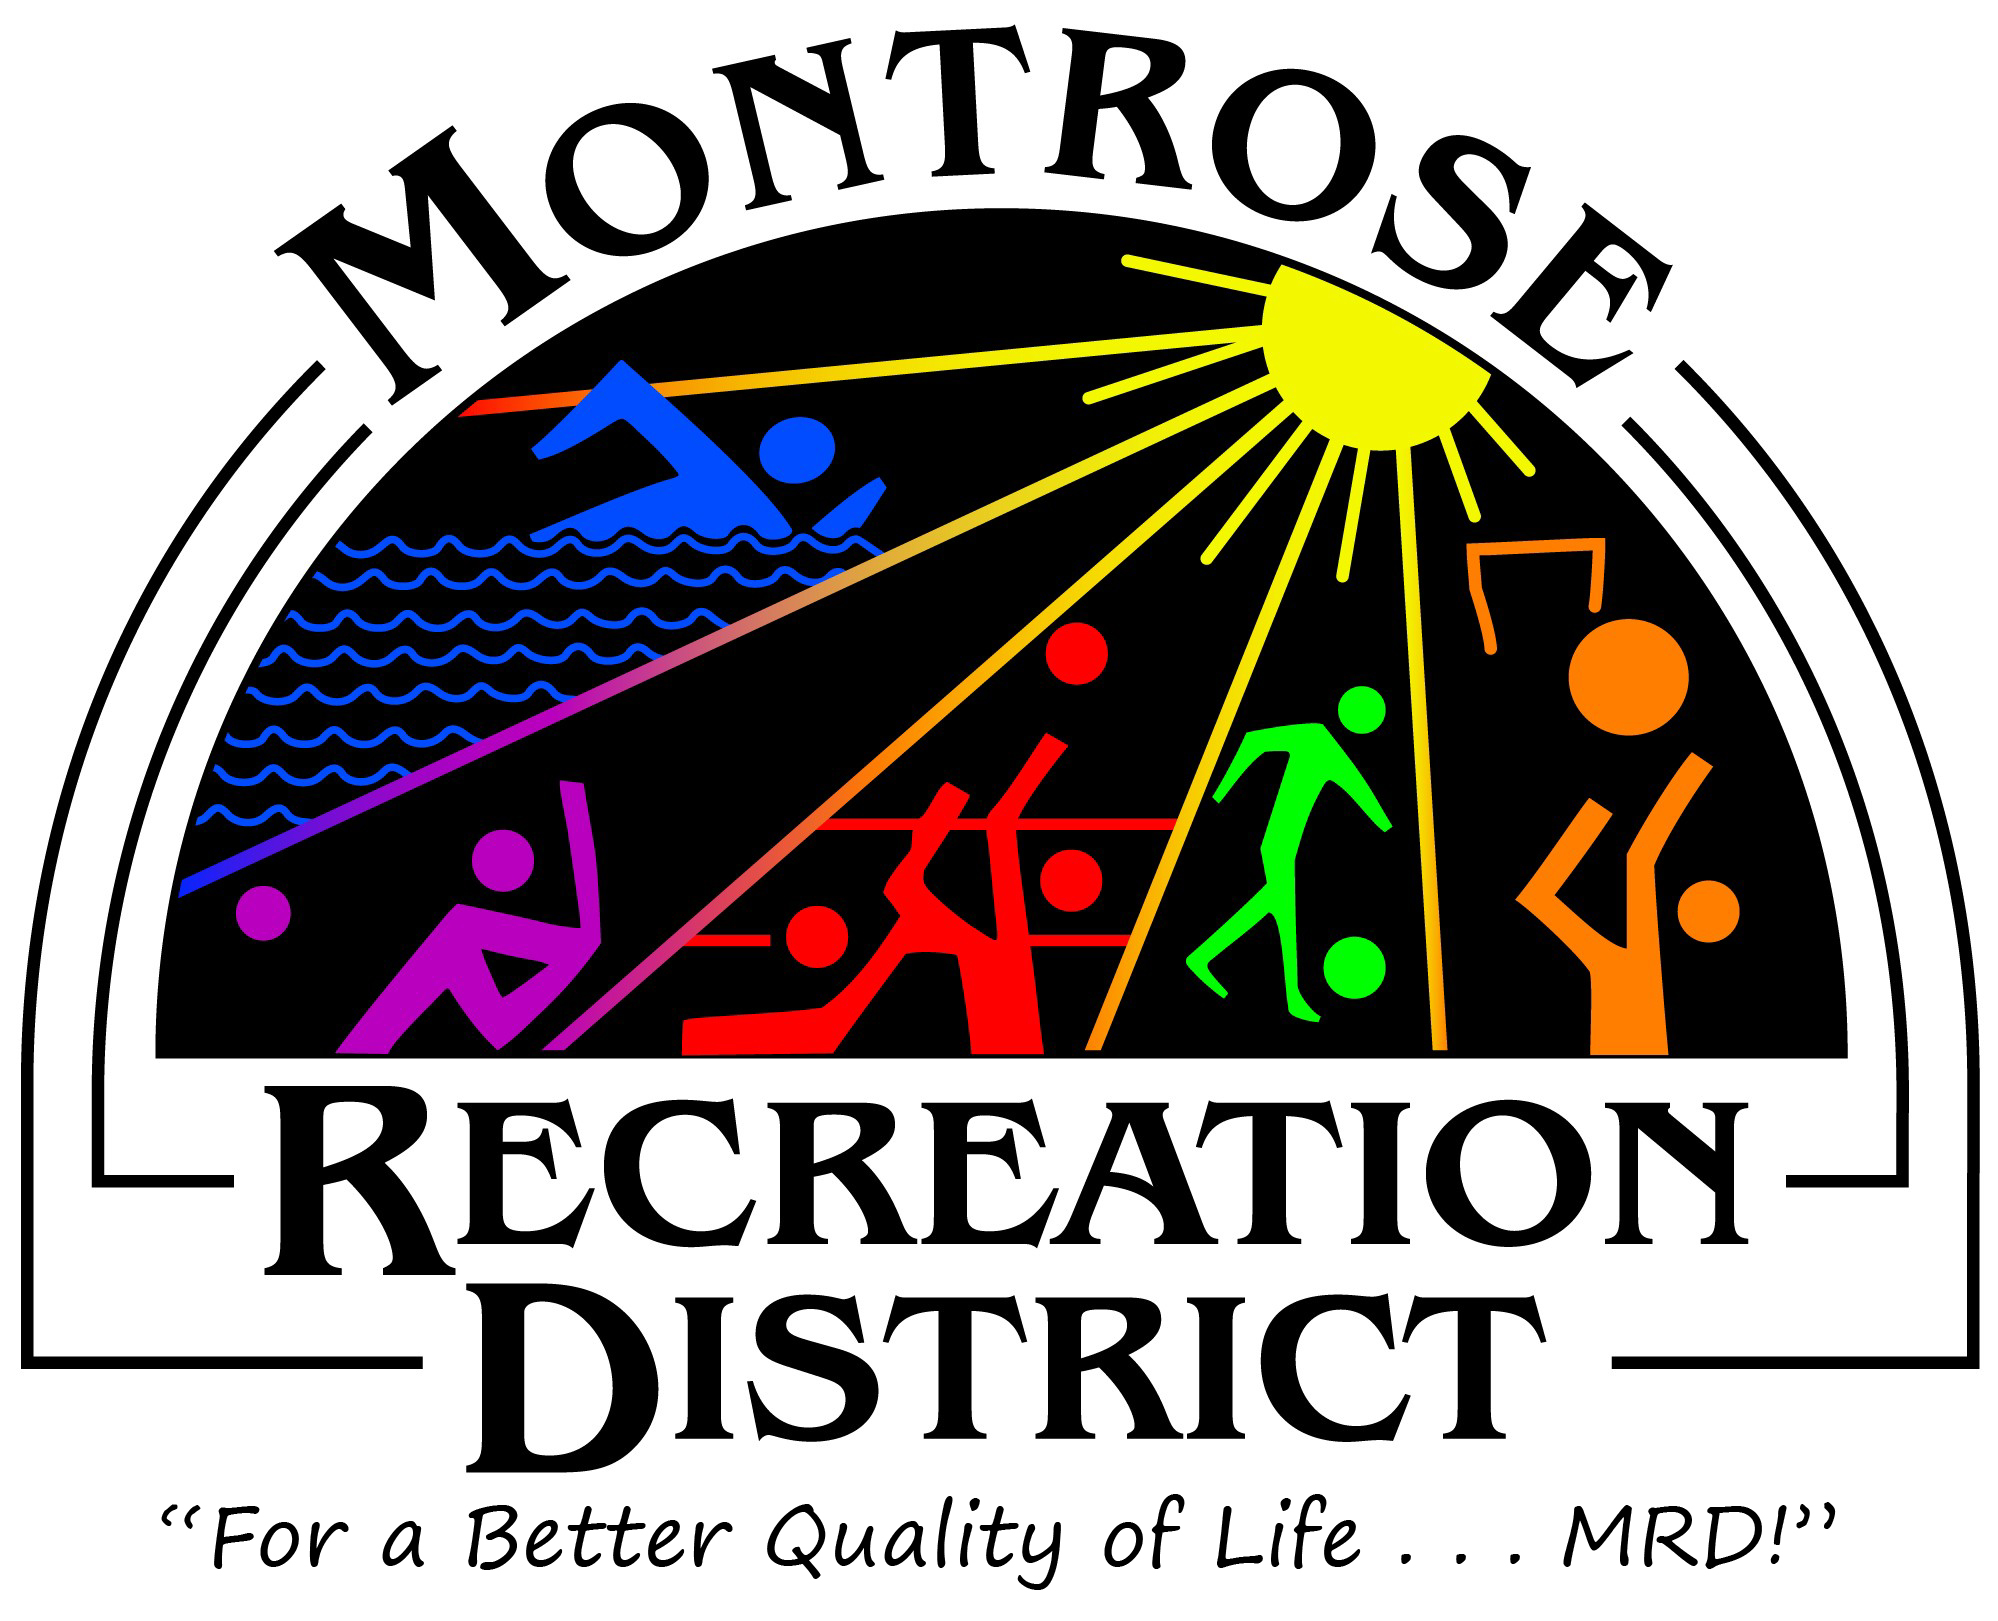 MONTROSE
RECREATION
DISTRICT
“For a Better Quality of Life . . . MRD!”